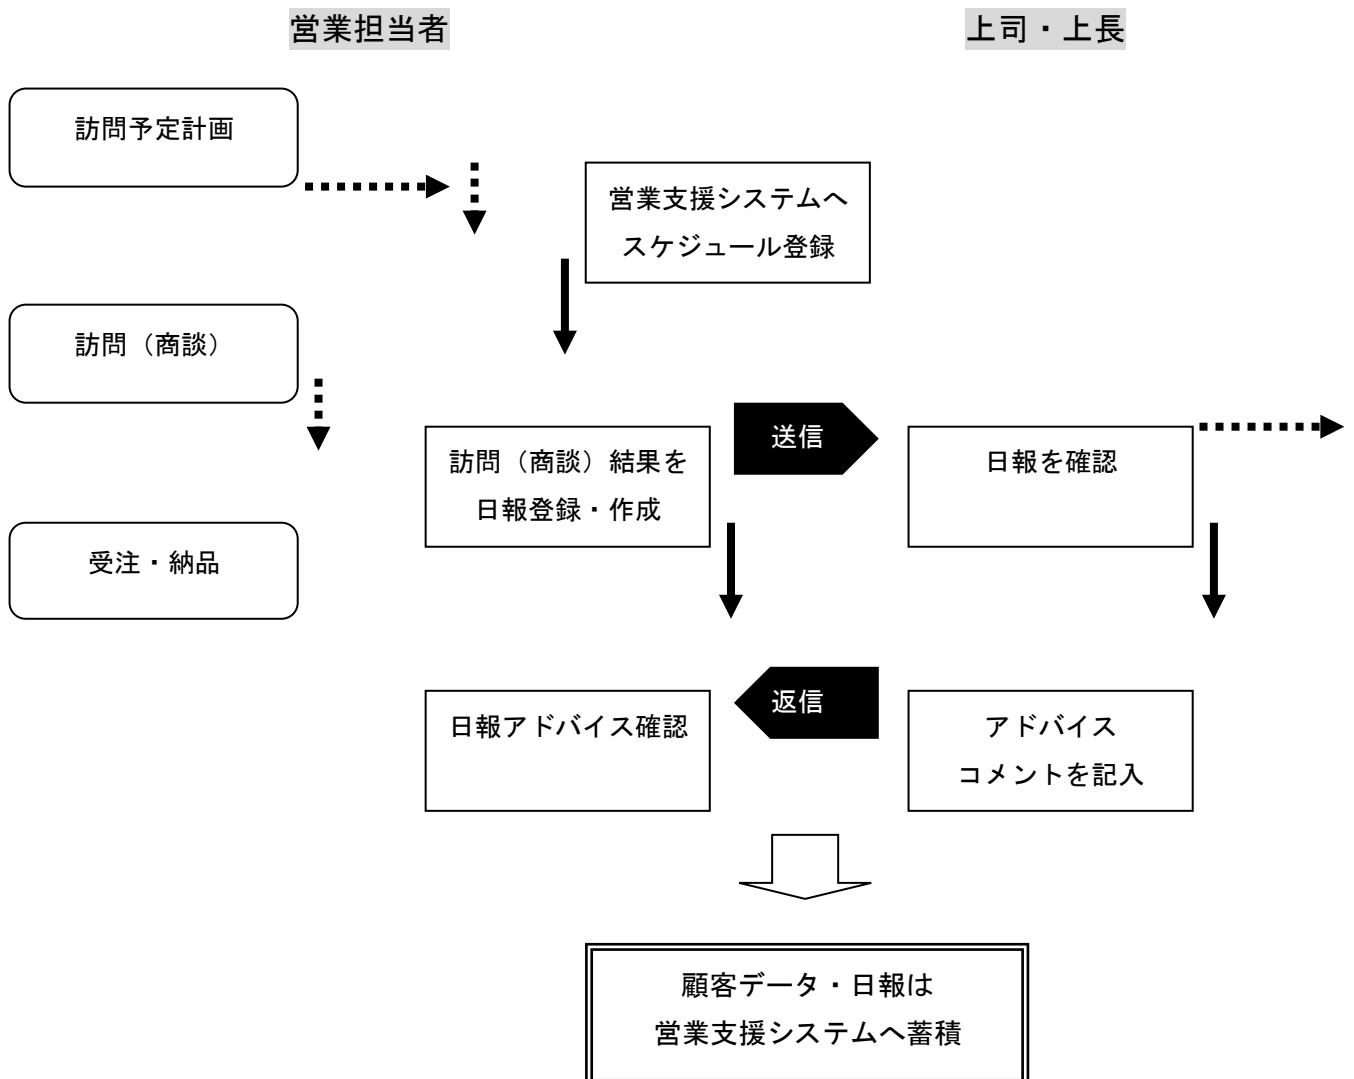 営業担当者
上司・上長
訪問予定計画
営業支援システムへ
スケジュール登録
訪問（商談）
送信
訪問（商談）結果を
日報登録・作成
日報を確認
受注・納品
返信
日報アドバイス確認
アドバイス
コメントを記入
顧客データ・日報は
営業支援システムへ蓄積